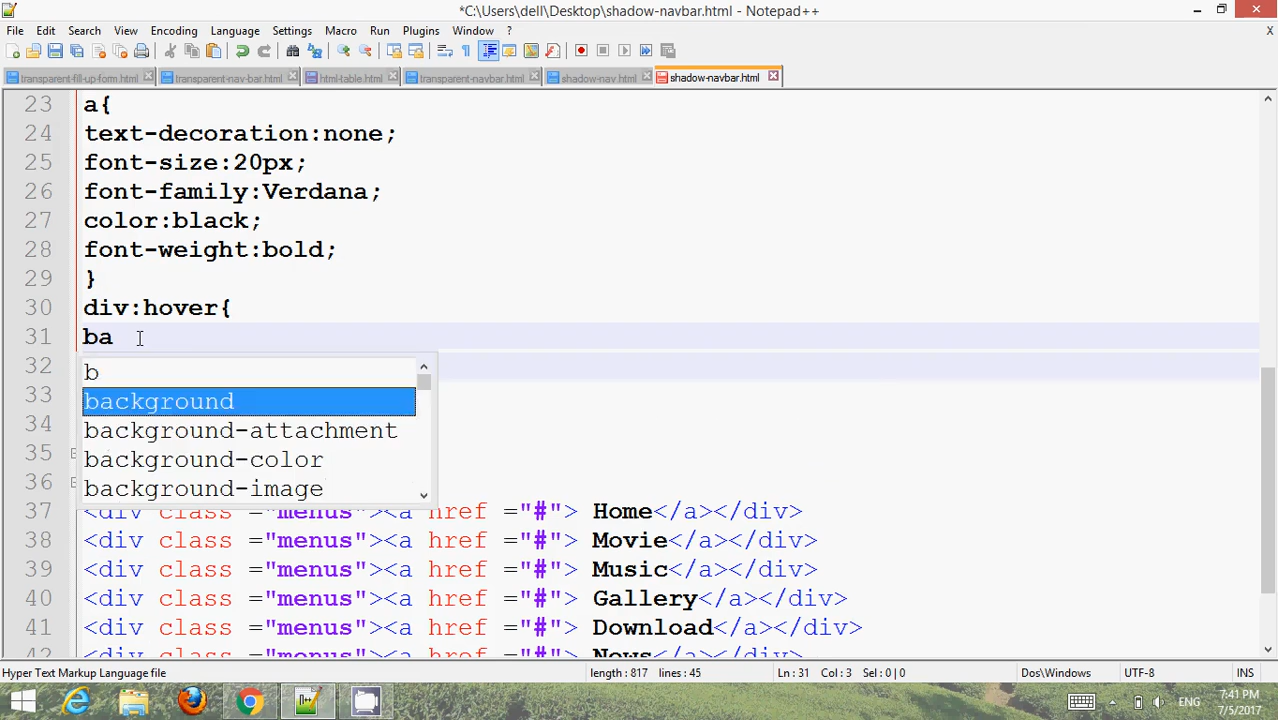 *C:\Users\dell\Desktop\shadow-navbar.html - Notepad++
File Edit Search View Encoding Language Settings Macro Run Plugins Window ? X
transparent-fill-up-form.html transparent-nav-bar.html html-table.html transparent-navbar.html shadow-nav.html shadow-navbar.html
23 a{
24 text-decoration:none;
25 font-size:20px;
26 font-family:Verdana;
27 color:black;
28 font-weight:bold;
29 }
30 div:hover{
31 ba
32 b
33 background
34 background-attachment
35 background-color
36 background-image
37 <div class ="menus"><a href ="#"> Home</a></div>
38 <div class ="menus"><a href ="#"> Movie</a></div>
39 <div class ="menus"><a href ="#"> Music</a></div>
40 <div class ="menus"><a href ="#"> Gallery</a></div>
41 <div class ="menus"><a href ="#"> Download</a></div>
42 <div class ="menus"><a href ="#"> News</a></div>
Hyper Text Markup Language file length : 817 lines : 45 Ln : 31 Col : 3 Sel : 0 | 0 Dos\Windows UTF-8 INS
ENG 7:41 PM
7/5/2017